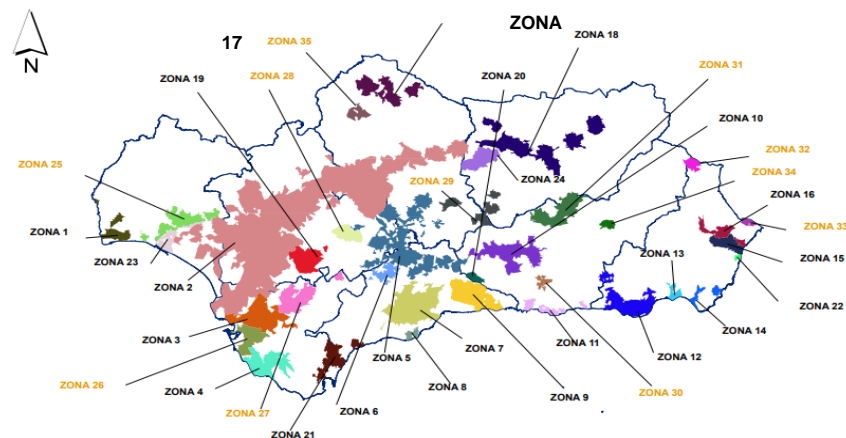 ZONA
17
ZONA 35
ZONA 18
ZONA 19
ZONA 28
ZONA 20
ZONA 31
ZONA 10
ZONA 25
ZONA 32
ZONA 24
ZONA 29
ZONA 34
ZONA 16
ZONA 1
ZONA 33
ZONA 23
ZONA 13
ZONA 15
ZONA 2
ZONA 22
ZONA 14
ZONA 3
ZONA 11
ZONA 7
ZONA 12
ZONA 5
ZONA 26
ZONA 4
ZONA 8
ZONA 9
ZONA 30
ZONA 27
ZONA 6
ZONA 21
N